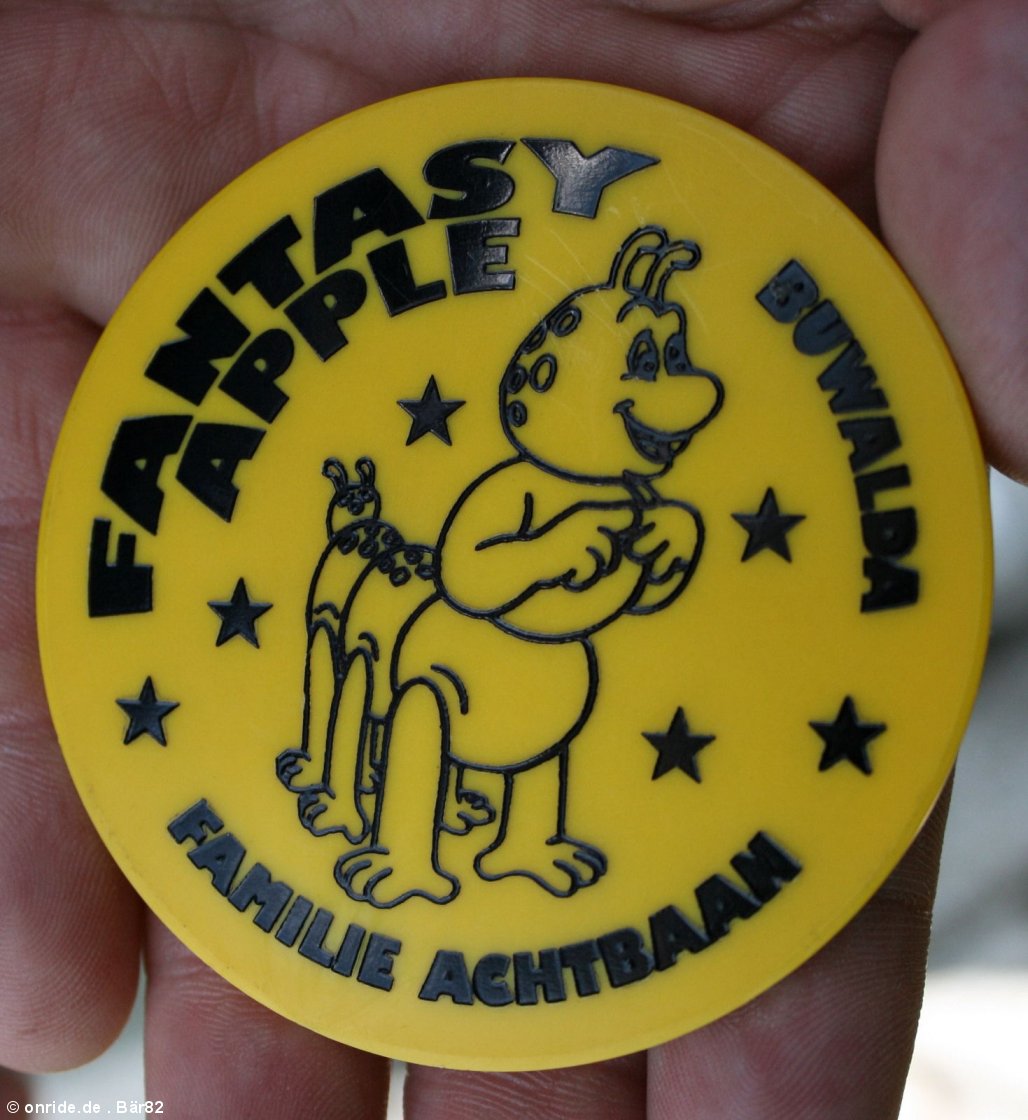 FANTASY
APPLE
BUWALDA
FAMILIE ACHTBAAN
© onride.de . Bär82